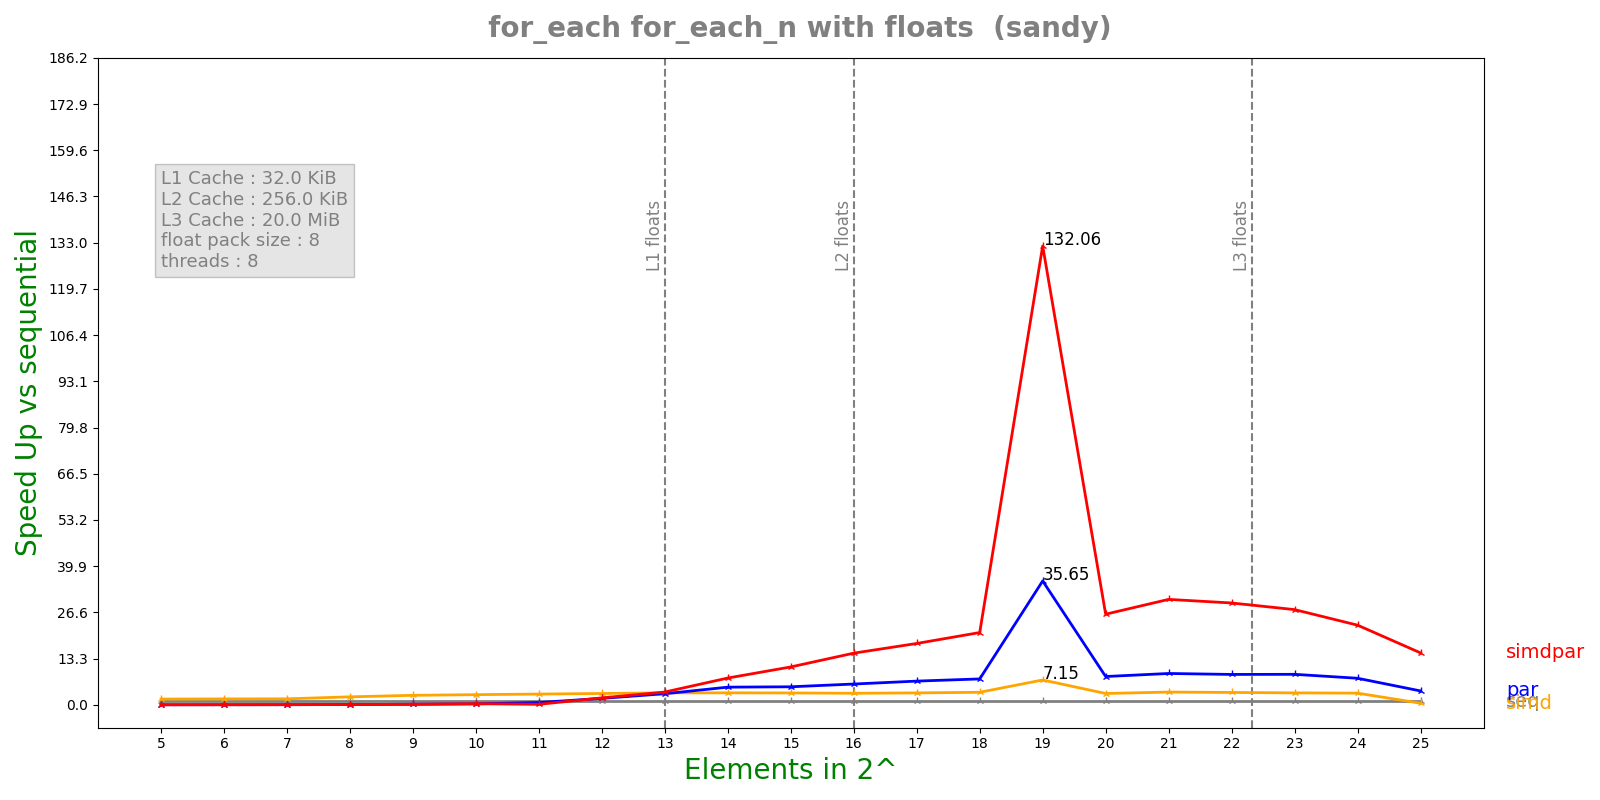 for_each for_each_n with floats (sandy)
186.2
172.9
159.6
146.3
133.0
119.7
106.4
93.1
79.8
66.5
53.2
39.9
26.6
13.3
0.0
Speed Up vs sequential
L1 Cache : 32.0 KiB
L2 Cache : 256.0 KiB
L3 Cache : 20.0 MiB
float pack size : 8
threads : 8
L1 floats
L2 floats
L3 floats
132.06
35.65
7.15
simdpar
par
seq
simd
5 6 7 8 9 10 11 12 13 14 15 16 17 18 19 20 21 22 23 24 25
Elements in 2^